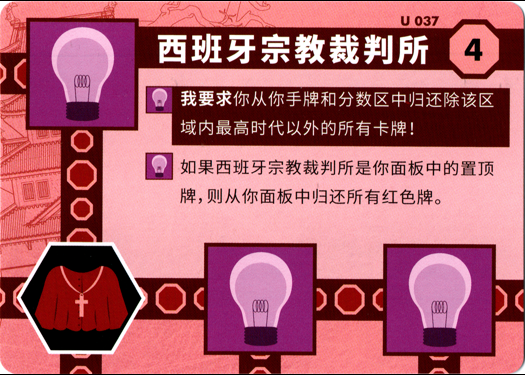 U 037
西班牙宗教裁判所
4
我要求你从你手牌和分数区中归还除该区
域内最高时代以外的所有卡牌！
如果西班牙宗教裁判所是你面板中的置顶
牌，则从你面板中归还所有红色牌。